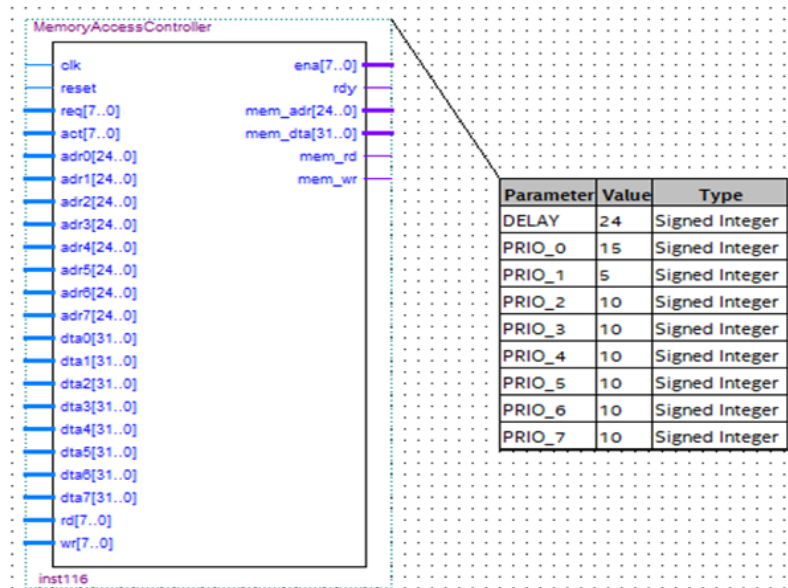 MemoryAccessController
clk ena[7..0]
reset rdy
req[7..0] mem_adr[24..0]
act[7..0] mem_dta[31..0]
adr0[24..0] mem_rd
adr1[24..0] mem_wr
adr2[24..0]
adr3[24..0]
adr4[24..0]
adr5[24..0]
adr6[24..0]
adr7[24..0]
dta0[31..0]
dta1[31..0]
dta2[31..0]
dta3[31..0]
dta4[31..0]
dta5[31..0]
dta6[31..0]
dta7[31..0]
rd[7..0]
wr[7..0]
inst116
Parameter Value Type
DELAY 24 Signed Integer
PRIO_0 15 Signed Integer
PRIO_1 5 Signed Integer
PRIO_2 10 Signed Integer
PRIO_3 10 Signed Integer
PRIO_4 10 Signed Integer
PRIO_5 10 Signed Integer
PRIO_6 10 Signed Integer
PRIO_7 10 Signed Integer